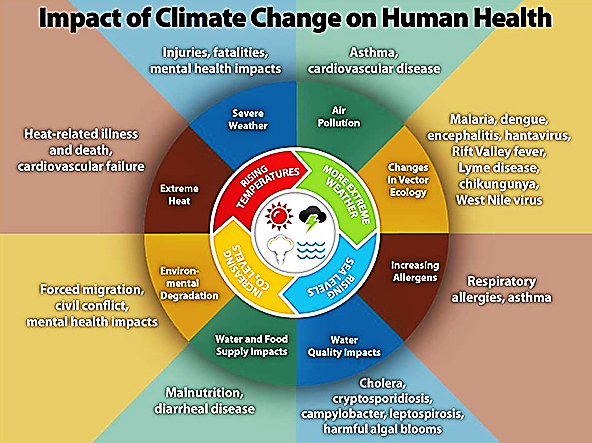 Impact of Climate Change on Human Health
Injuries, fatalities,
mental health impacts
Asthma,
cardiovascular disease
Severe
Weather
Air
Pollution
Heat-related illness
and death,
cardiovascular failure
Malaria, dengue,
encephalitis, hantavirus,
Rift Valley fever,
Lyme disease,
chikungunya,
West Nile virus
Extreme
Heat
Changes
in Vector
Ecology
RISING
TEMPERATURES
MORE EXTREME
WEATHER
INCREASING
CO₂ LEVELS
RISING
SEA LEVELS
Environ-
mental
Degradation
Increasing
Allergens
Forced migration,
civil conflict,
mental health impacts
Respiratory
allergies, asthma
Water and Food
Supply Impacts
Water
Quality Impacts
Malnutrition,
diarrheal disease
Cholera,
cryptosporidiosis,
campylobacter, leptospirosis,
harmful algal blooms